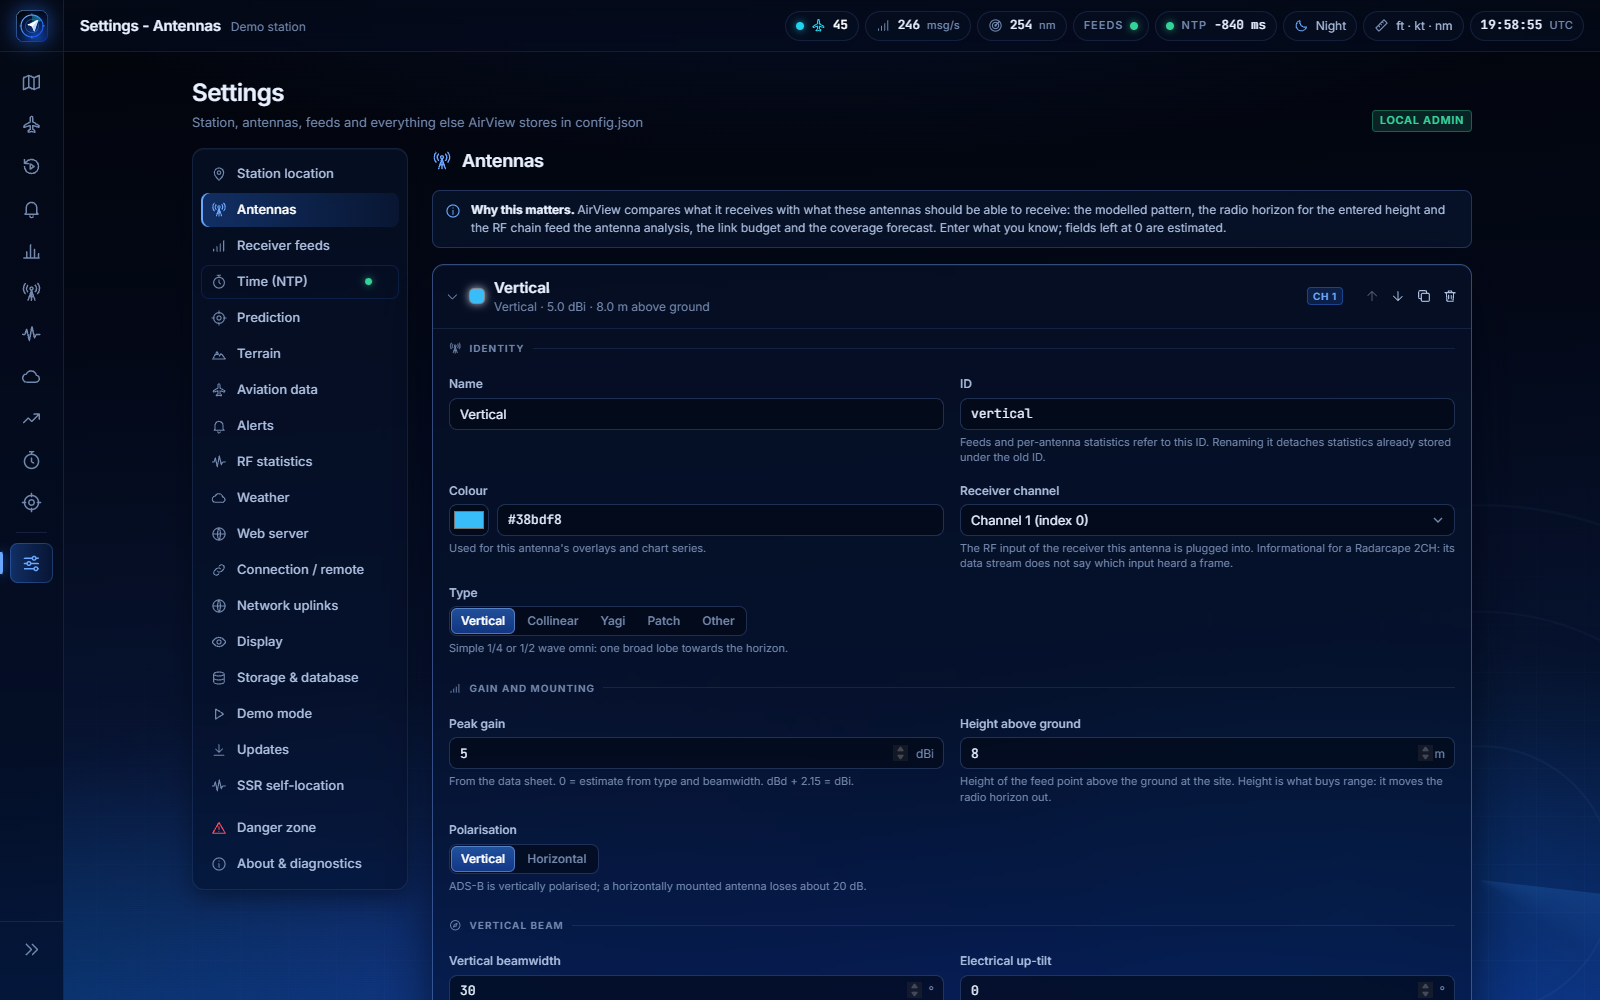 Settings - Antennas Demo station
45
246 msg/s
254 nm
FEEDS
NTP -840 ms
Night
ft · kt · nm
19:58:55 UTC
Settings
Station, antennas, feeds and everything else AirView stores in config.json
LOCAL ADMIN
Station location
Antennas
Receiver feeds
Time (NTP)
Prediction
Terrain
Aviation data
Alerts
RF statistics
Weather
Web server
Connection / remote
Network uplinks
Display
Storage & database
Demo mode
Updates
SSR self-location
Danger zone
About & diagnostics
Antennas
Why this matters. AirView compares what it receives with what these antennas should be able to receive: the modelled pattern, the radio horizon for the entered height and
the RF chain feed the antenna analysis, the link budget and the coverage forecast. Enter what you know; fields left at 0 are estimated.
Vertical
Vertical · 5.0 dBi · 8.0 m above ground
CH 1
IDENTITY
Name
Vertical
ID
vertical
Feeds and per-antenna statistics refer to this ID. Renaming it detaches statistics already stored
under the old ID.
Colour
#38bdf8
Used for this antenna's overlays and chart series.
Receiver channel
Channel 1 (index 0)
The RF input of the receiver this antenna is plugged into. Informational for a Radarcape 2CH: its
data stream does not say which input heard a frame.
Type
Vertical Collinear Yagi Patch Other
Simple 1/4 or 1/2 wave omni: one broad lobe towards the horizon.
GAIN AND MOUNTING
Peak gain
5 dBi
From the data sheet. 0 = estimate from type and beamwidth. dBd + 2.15 = dBi.
Height above ground
8 m
Height of the feed point above the ground at the site. Height is what buys range: it moves the
radio horizon out.
Polarisation
Vertical Horizontal
ADS-B is vertically polarised; a horizontally mounted antenna loses about 20 dB.
VERTICAL BEAM
Vertical beamwidth
30 °
Electrical up-tilt
0 °